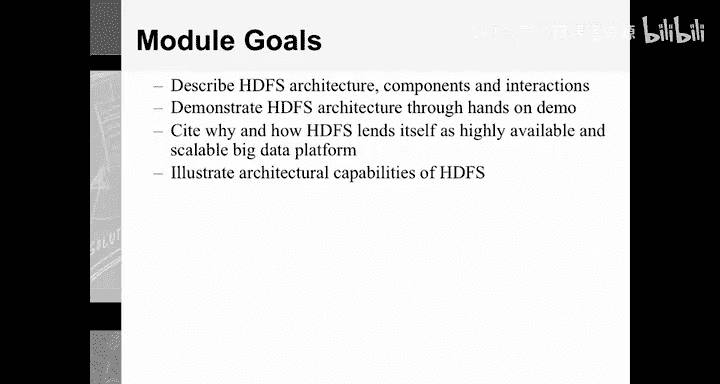 bilibili
Module Goals
– Describe HDFS architecture, components and interactions
– Demonstrate HDFS architecture through hands on demo
– Cite why and how HDFS lends itself as highly available and
scalable big data platform
– Illustrate architectural capabilities of HDFS